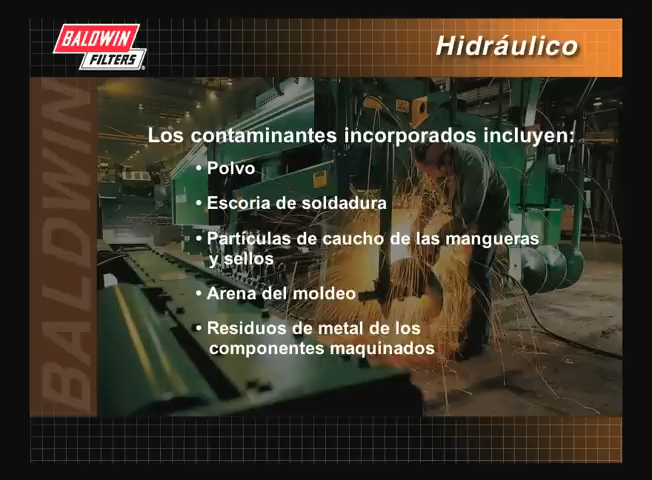 BALDWIN
FILTERS
Hidráulico
BALDWIN
Los contaminantes incorporados incluyen:
• Polvo
• Escoria de soldadura
• Partículas de caucho de las mangueras
y sellos
• Arena del moldeo
• Residuos de metal de los
componentes maquinados